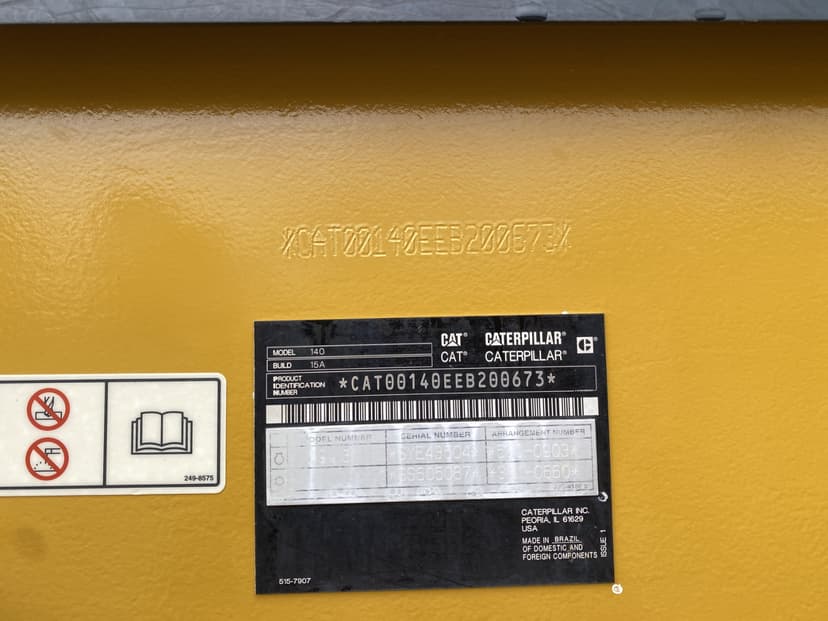 *CAT00140EEB200673*
CAT® CATERPILLAR®
CAT® CATERPILLAR®
MODEL 140
BUILD 15A
PRODUCT IDENTIFICATION NUMBER *CAT00140EEB200673*
MODEL NUMBER SERIAL NUMBER ARRANGEMENT NUMBER
249-8575
CATERPILLAR INC.
PEORIA, IL 61629
USA
MADE IN BRAZIL
OF DOMESTIC AND
FOREIGN COMPONENTS
ISSUE 1
515-7907